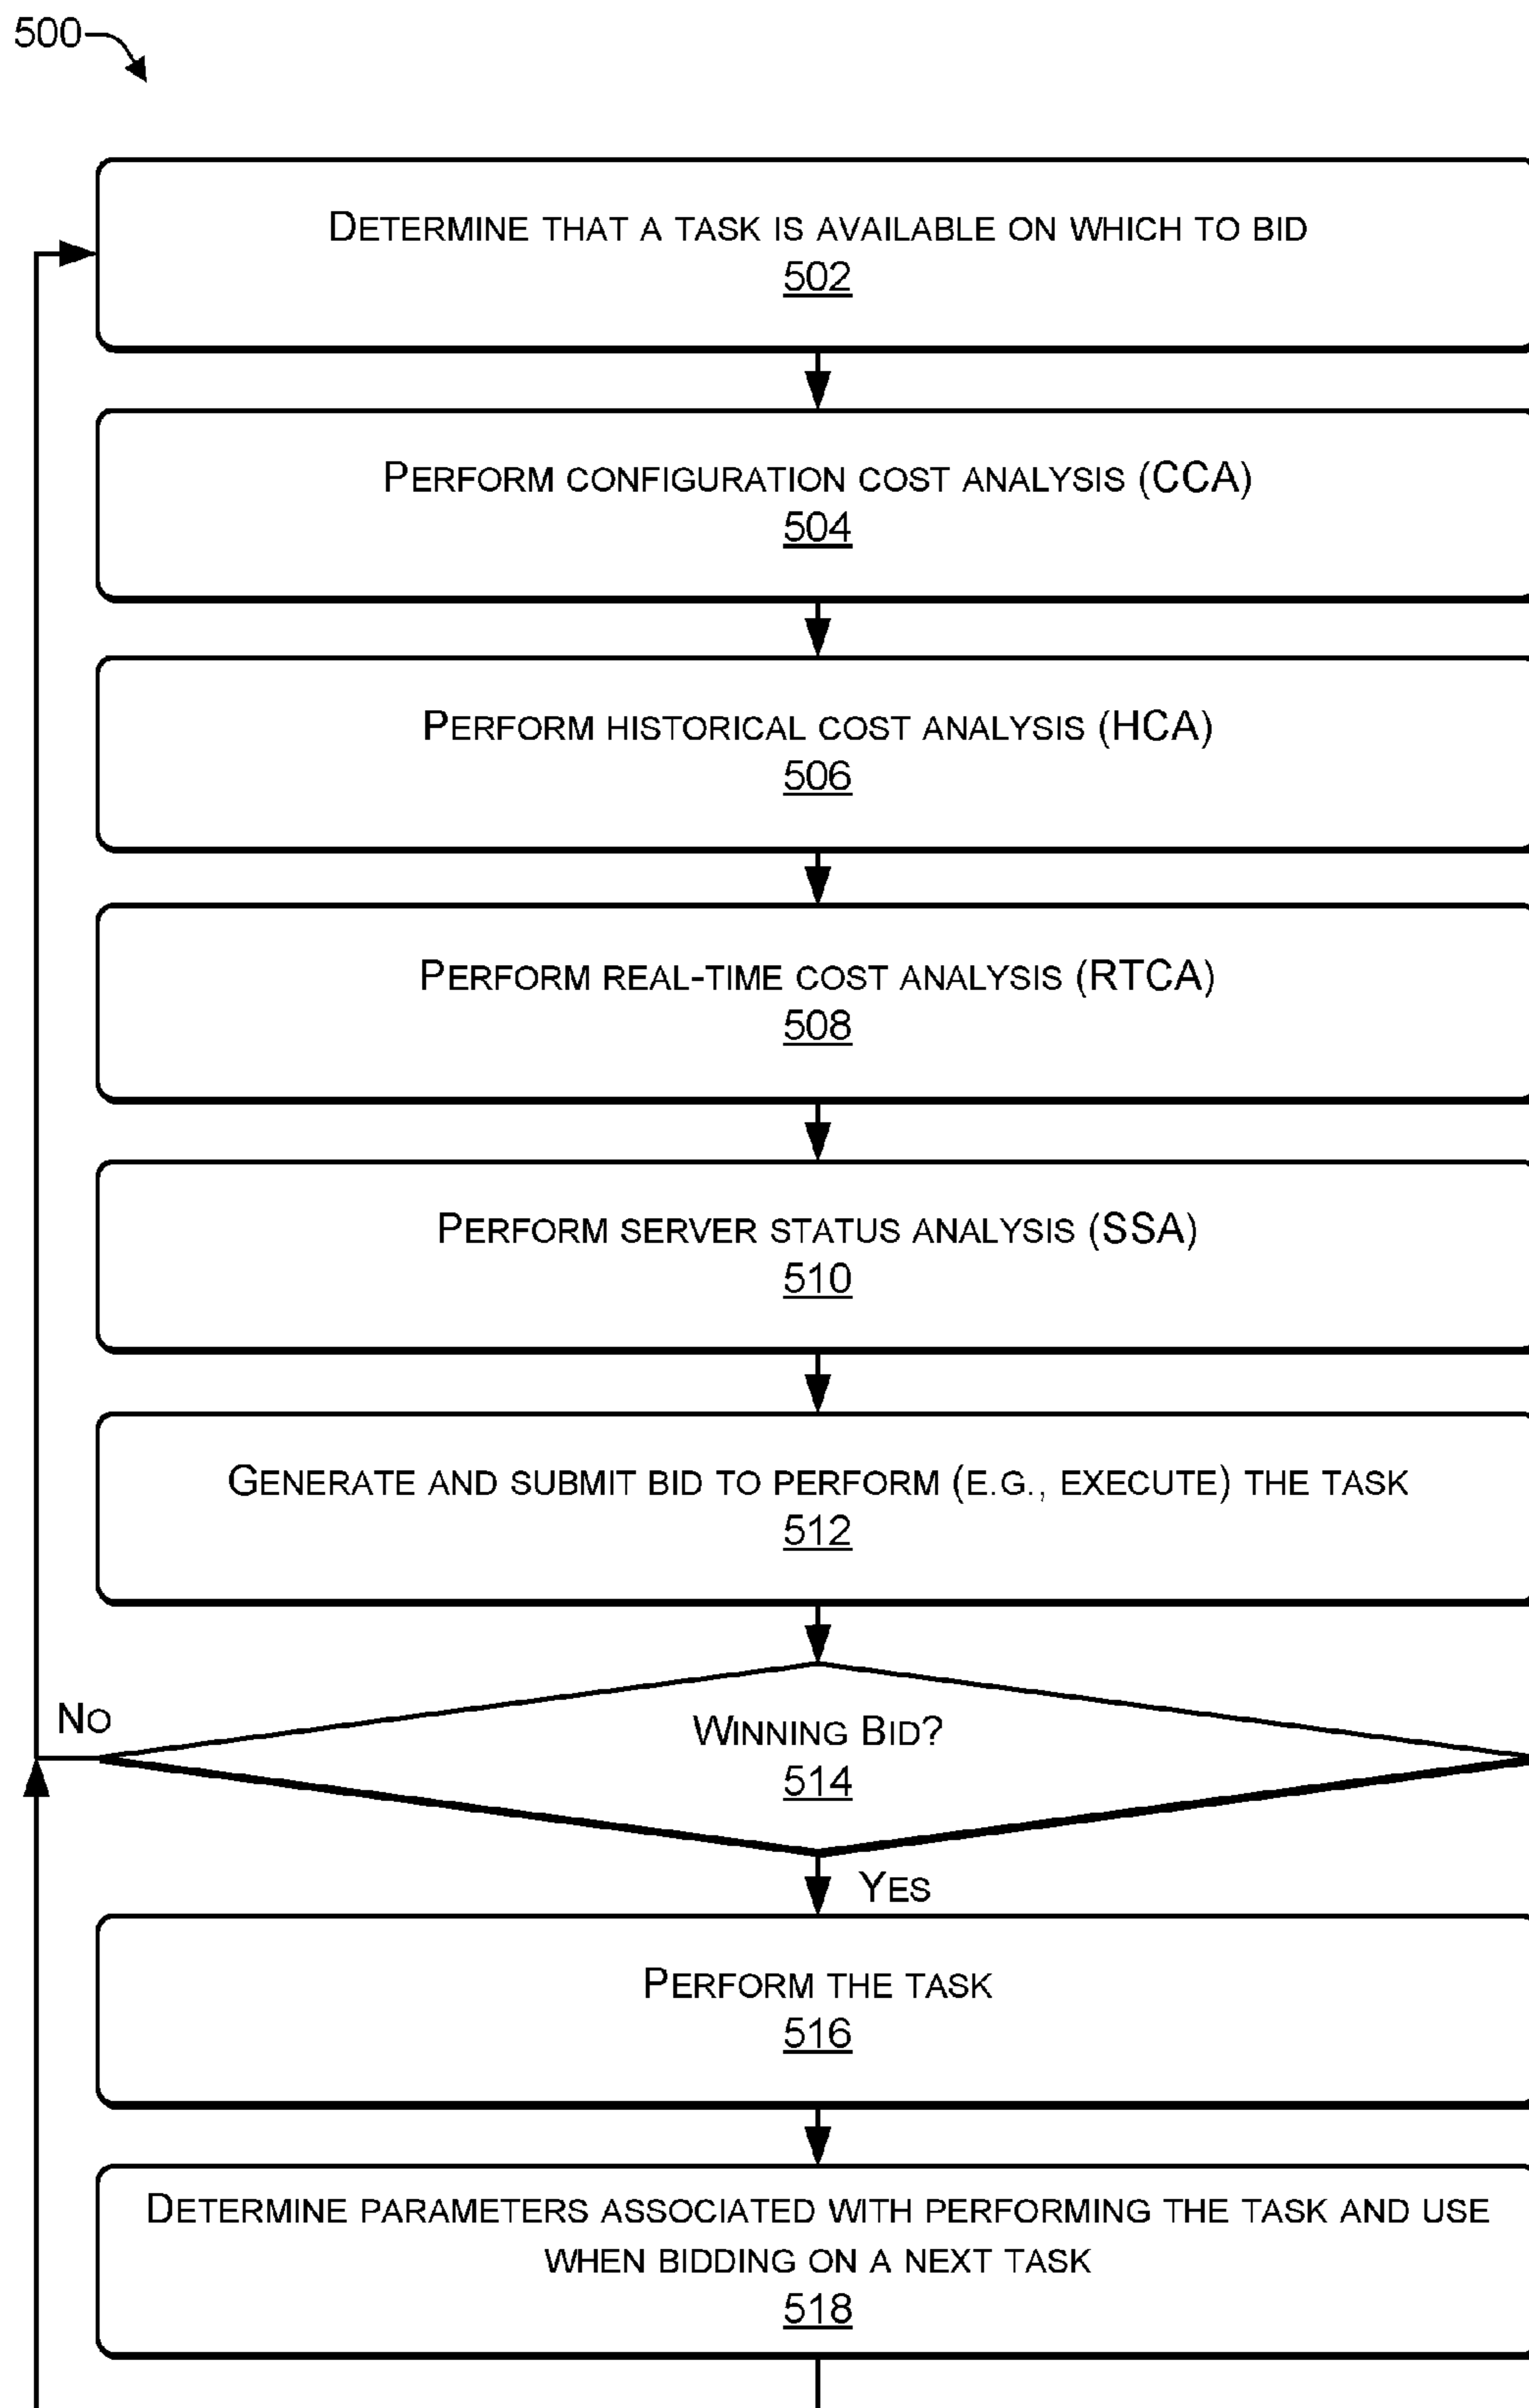 500
Determine that a task is available on which to bid
502
Perform configuration cost analysis (CCA)
504
Perform historical cost analysis (HCA)
506
Perform real-time cost analysis (RTCA)
508
Perform server status analysis (SSA)
510
Generate and submit bid to perform (e.g., execute) the task
512
No
Winning Bid?
514
Yes
Perform the task
516
Determine parameters associated with performing the task and use
when bidding on a next task
518